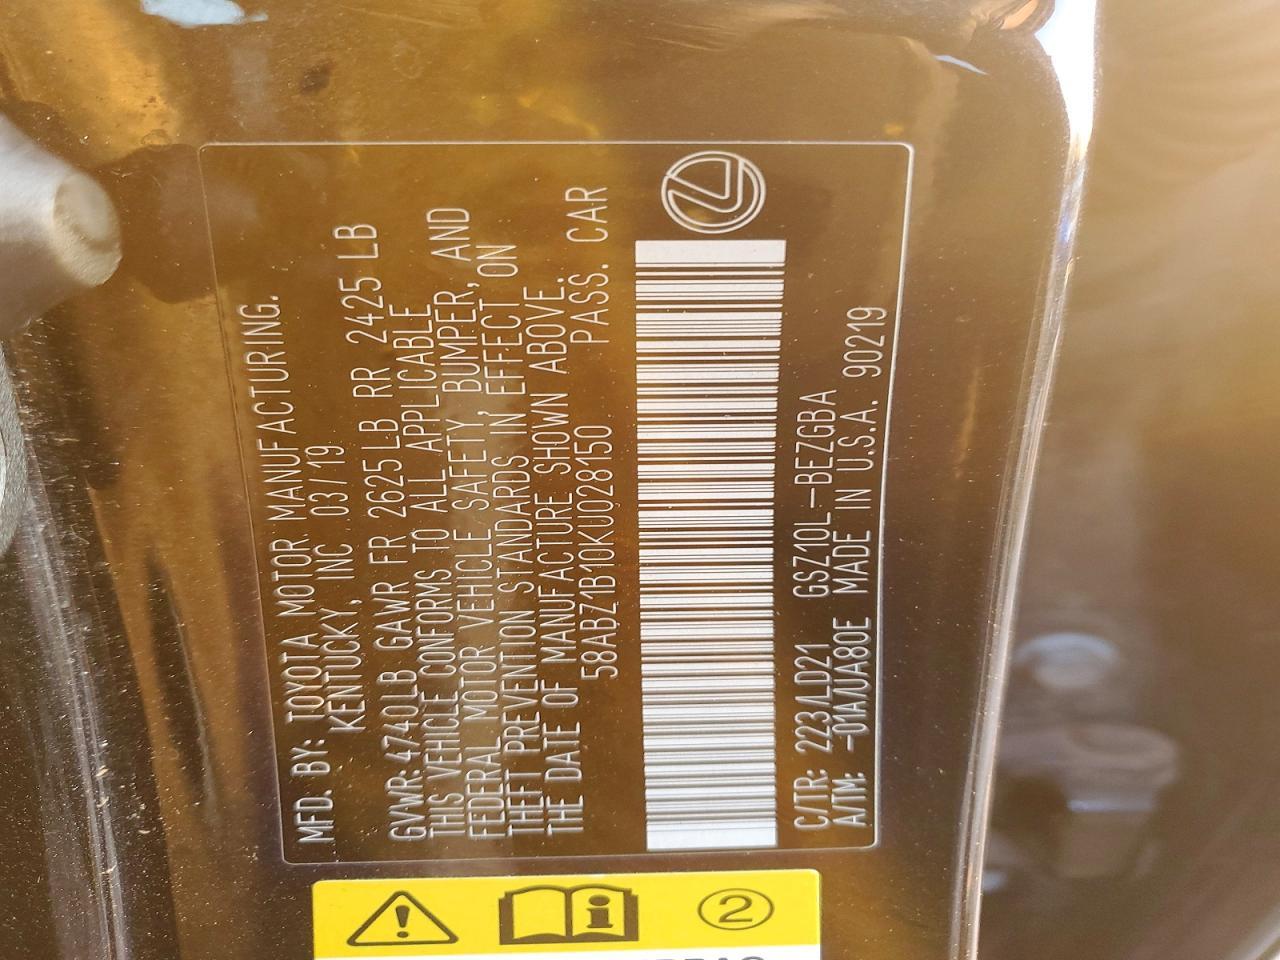 MFD. BY: TOYOTA MOTOR MANUFACTURING.
KENTUCKY, INC 03/19
GVWR: 4740LB GAWR FR 2625LB RR 2425LB
THIS VEHICLE CONFORMS TO ALL APPLICABLE
FEDERAL MOTOR VEHICLE SAFETY, BUMPER, AND
THEFT PREVENTION STANDARDS IN EFFECT ON
THE DATE OF MANUFACTURE SHOWN ABOVE.
58ABZ1B10KU028150 PASS. CAR
C/TR: 223/LD21 GSZ10L-BEZGBA
A/TM: -01A/UA80E MADE IN U.S.A. 90219
2